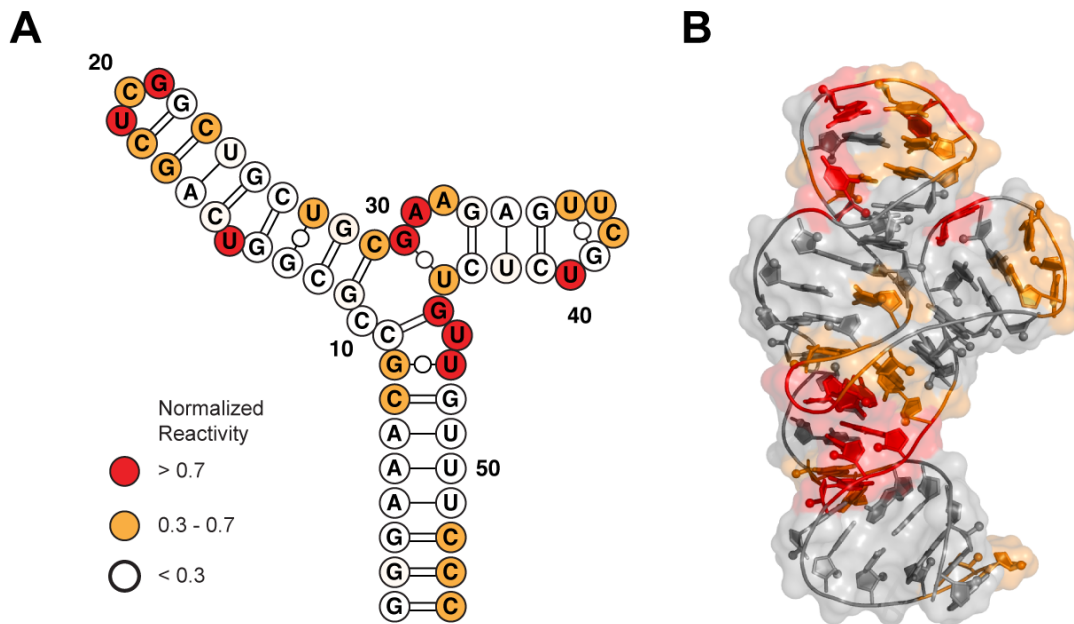 A
B
20
C G
U G
C C
G U
A G
C C
U U
G G
G C
C G
G
C
C
30
A A G A G U U
C
G
G
U C U C U
40
U
G
U
10
G U
C G
A U
A U 50
A U
G C
G C
G C
Normalized
Reactivity
> 0.7
0.3 - 0.7
< 0.3